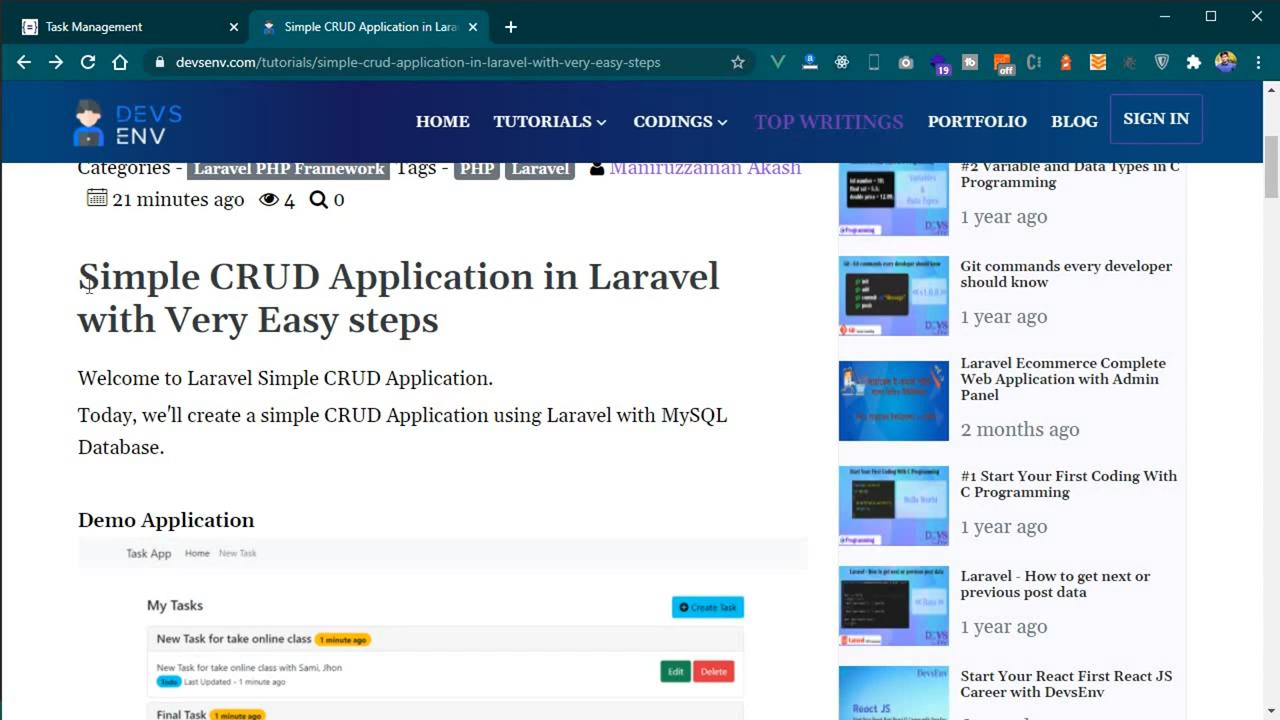 Task Management
Simple CRUD Application in Lara
devsenv.com/tutorials/simple-crud-application-in-laravel-with-very-easy-steps
19
off
DEVS
ENV
HOME
TUTORIALS
CODINGS
TOP WRITINGS
PORTFOLIO
BLOG
SIGN IN
Categories - Laravel PHP Framework Tags - PHP Laravel Maniruzzaman Akash
21 minutes ago 4 0
Simple CRUD Application in Laravel
with Very Easy steps
Welcome to Laravel Simple CRUD Application.
Today, we'll create a simple CRUD Application using Laravel with MySQL
Database.
Demo Application
Task App Home New Task
My Tasks
Create Task
New Task for take online class 1 minute ago
New Task for take online class with Sami, Jhon
Todo Last Updated - 1 minute ago
Edit Delete
Final Task 1 minute ago
#2 Variable and Data Types in C
Programming
1 year ago
Git commands every developer
should know
1 year ago
Laravel Ecommerce Complete
Web Application with Admin
Panel
2 months ago
#1 Start Your First Coding With
C Programming
1 year ago
Laravel - How to get next or
previous post data
1 year ago
Start Your React First React JS
Career with DevsEnv
DevsEnv
React JS